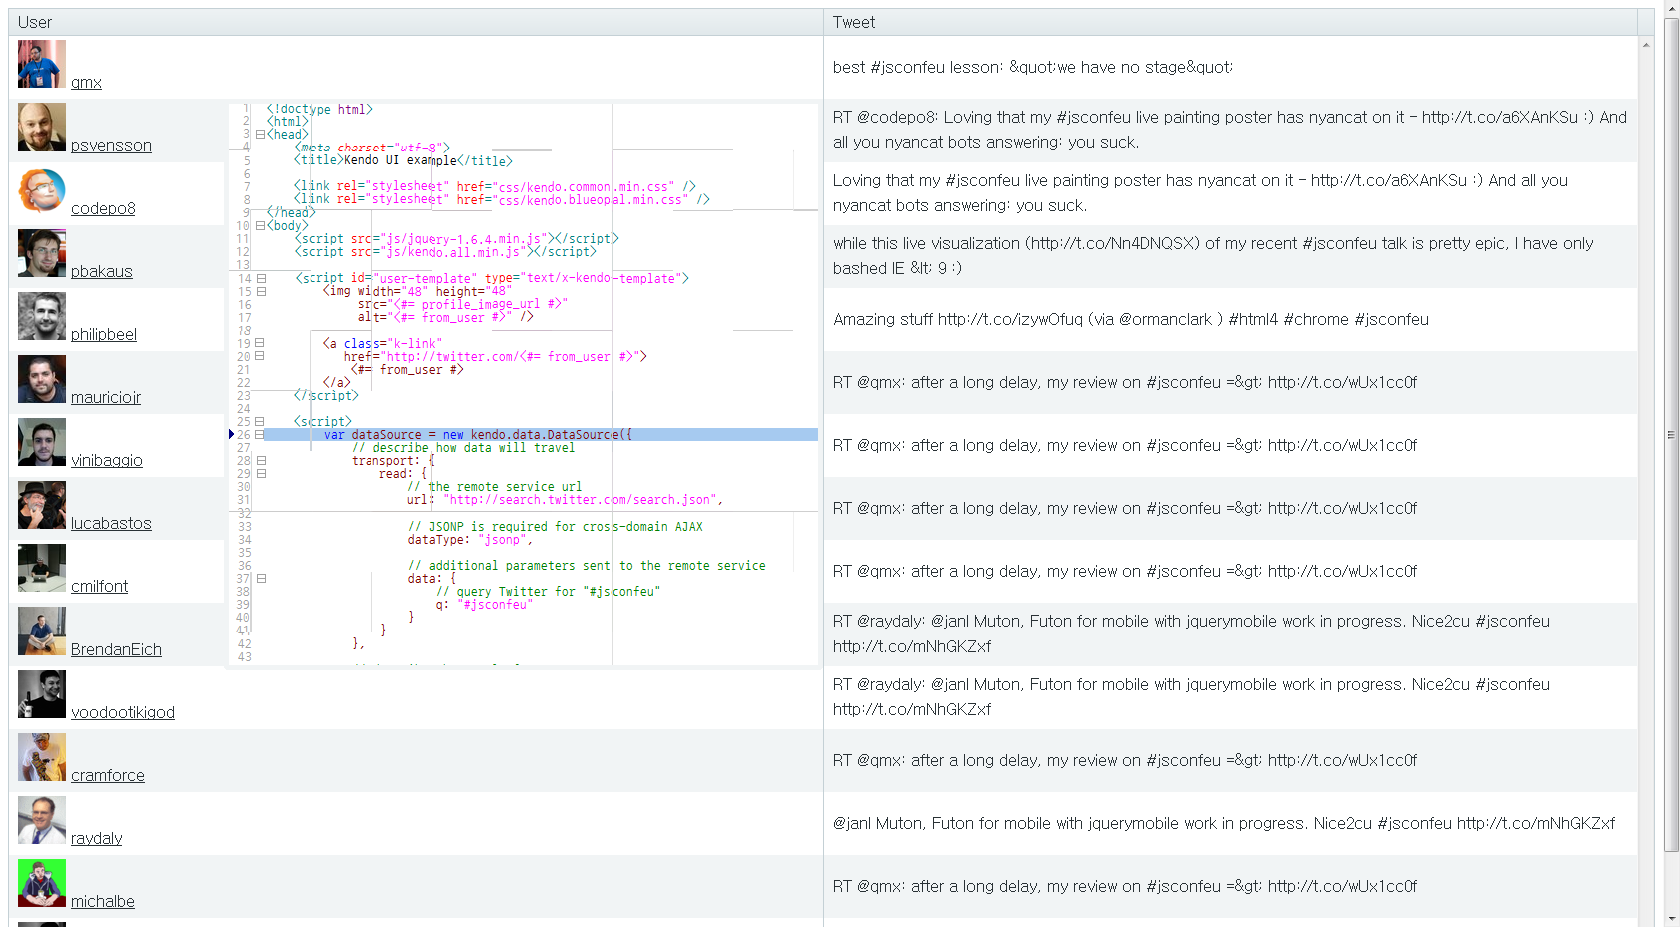 User
Tweet
qmx
best #jsconfeu lesson: &quot;we have no stage&quot;
psvensson
RT @codepo8: Loving that my #jsconfeu live painting poster has nyancat on it - http://t.co/a6XAnKSu :) And
all you nyancat bots answering: you suck.
codepo8
Loving that my #jsconfeu live painting poster has nyancat on it - http://t.co/a6XAnKSu :) And all you
nyancat bots answering: you suck.
pbakaus
while this live visualization (http://t.co/Nn4DNQSX) of my recent #jsconfeu talk is pretty epic, I have only
bashed IE &lt; 9 :)
philipbeel
Amazing stuff http://t.co/izywOfuq (via @ormanclark ) #html4 #chrome #jsconfeu
mauriciojr
RT @qmx: after a long delay, my review on #jsconfeu =&gt; http://t.co/wUx1cc0f
vinibaggio
RT @qmx: after a long delay, my review on #jsconfeu =&gt; http://t.co/wUx1cc0f
lucabastos
RT @qmx: after a long delay, my review on #jsconfeu =&gt; http://t.co/wUx1cc0f
cmilfont
RT @qmx: after a long delay, my review on #jsconfeu =&gt; http://t.co/wUx1cc0f
BrendanEich
RT @raydaly: @janl Muton, Futon for mobile with jquerymobile work in progress. Nice2cu #jsconfeu
http://t.co/mNhGKZxf
voodootikigod
RT @raydaly: @janl Muton, Futon for mobile with jquerymobile work in progress. Nice2cu #jsconfeu
http://t.co/mNhGKZxf
cramforce
RT @qmx: after a long delay, my review on #jsconfeu =&gt; http://t.co/wUx1cc0f
raydaly
@janl Muton, Futon for mobile with jquerymobile work in progress. Nice2cu #jsconfeu http://t.co/mNhGKZxf
michalbe
RT @qmx: after a long delay, my review on #jsconfeu =&gt; http://t.co/wUx1cc0f
1 <!doctype html>
2 <html>
3 <head>
4 <meta charset="utf-8">
5 <title>Kendo UI example</title>
6
7 <link rel="stylesheet" href="css/kendo.common.min.css" />
8 <link rel="stylesheet" href="css/kendo.blueopal.min.css" />
9 </head>
10 <body>
11 <script src="js/jquery-1.6.4.min.js"></script>
12 <script src="js/kendo.all.min.js"></script>
13
14 <script id="user-template" type="text/x-kendo-template">
15 <img width="48" height="48"
16 src="<#= profile_image_url #>"
17 alt="<#= from_user #>" />
18
19 <a class="k-link"
20 href="http://twitter.com/<#= from_user #>">
21 <#= from_user #>
22 </a>
23 </script>
24
25 <script>
26 var dataSource = new kendo.data.DataSource({
27 // describe how data will travel
28 transport: {
29 read: {
30 // the remote service url
31 url: "http://search.twitter.com/search.json",
32
33 // JSONP is required for cross-domain AJAX
34 dataType: "jsonp",
35
36 // additional parameters sent to the remote service
37 data: {
38 // query Twitter for "#jsconfeu"
39 q: "#jsconfeu"
40 }
41 }
42 },
43